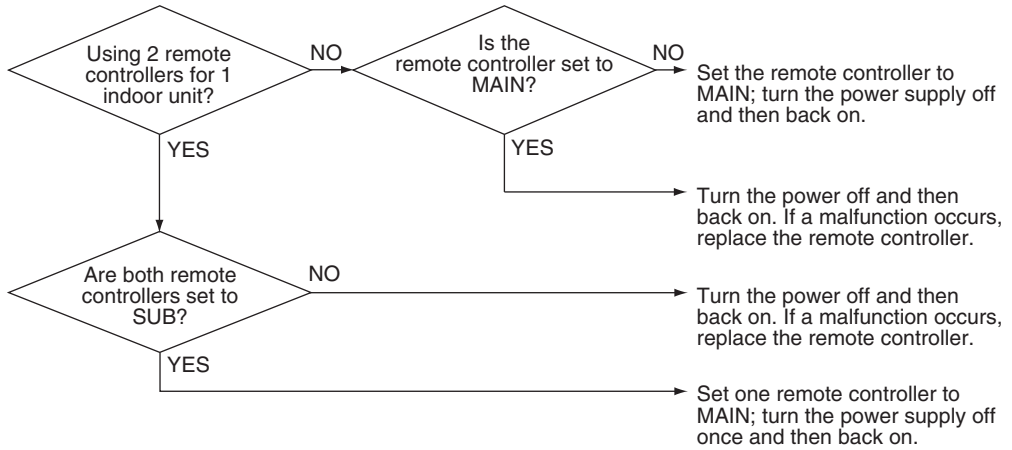 Using 2 remote
controllers for 1
indoor unit?
NO
Is the
remote controller set to
MAIN?
NO
Set the remote controller to
MAIN; turn the power supply off
and then back on.
YES
YES
Turn the power off and then
back on. If a malfunction occurs,
replace the remote controller.
Are both remote
controllers set to
SUB?
NO
Turn the power off and then
back on. If a malfunction occurs,
replace the remote controller.
YES
Set one remote controller to
MAIN; turn the power supply off
once and then back on.